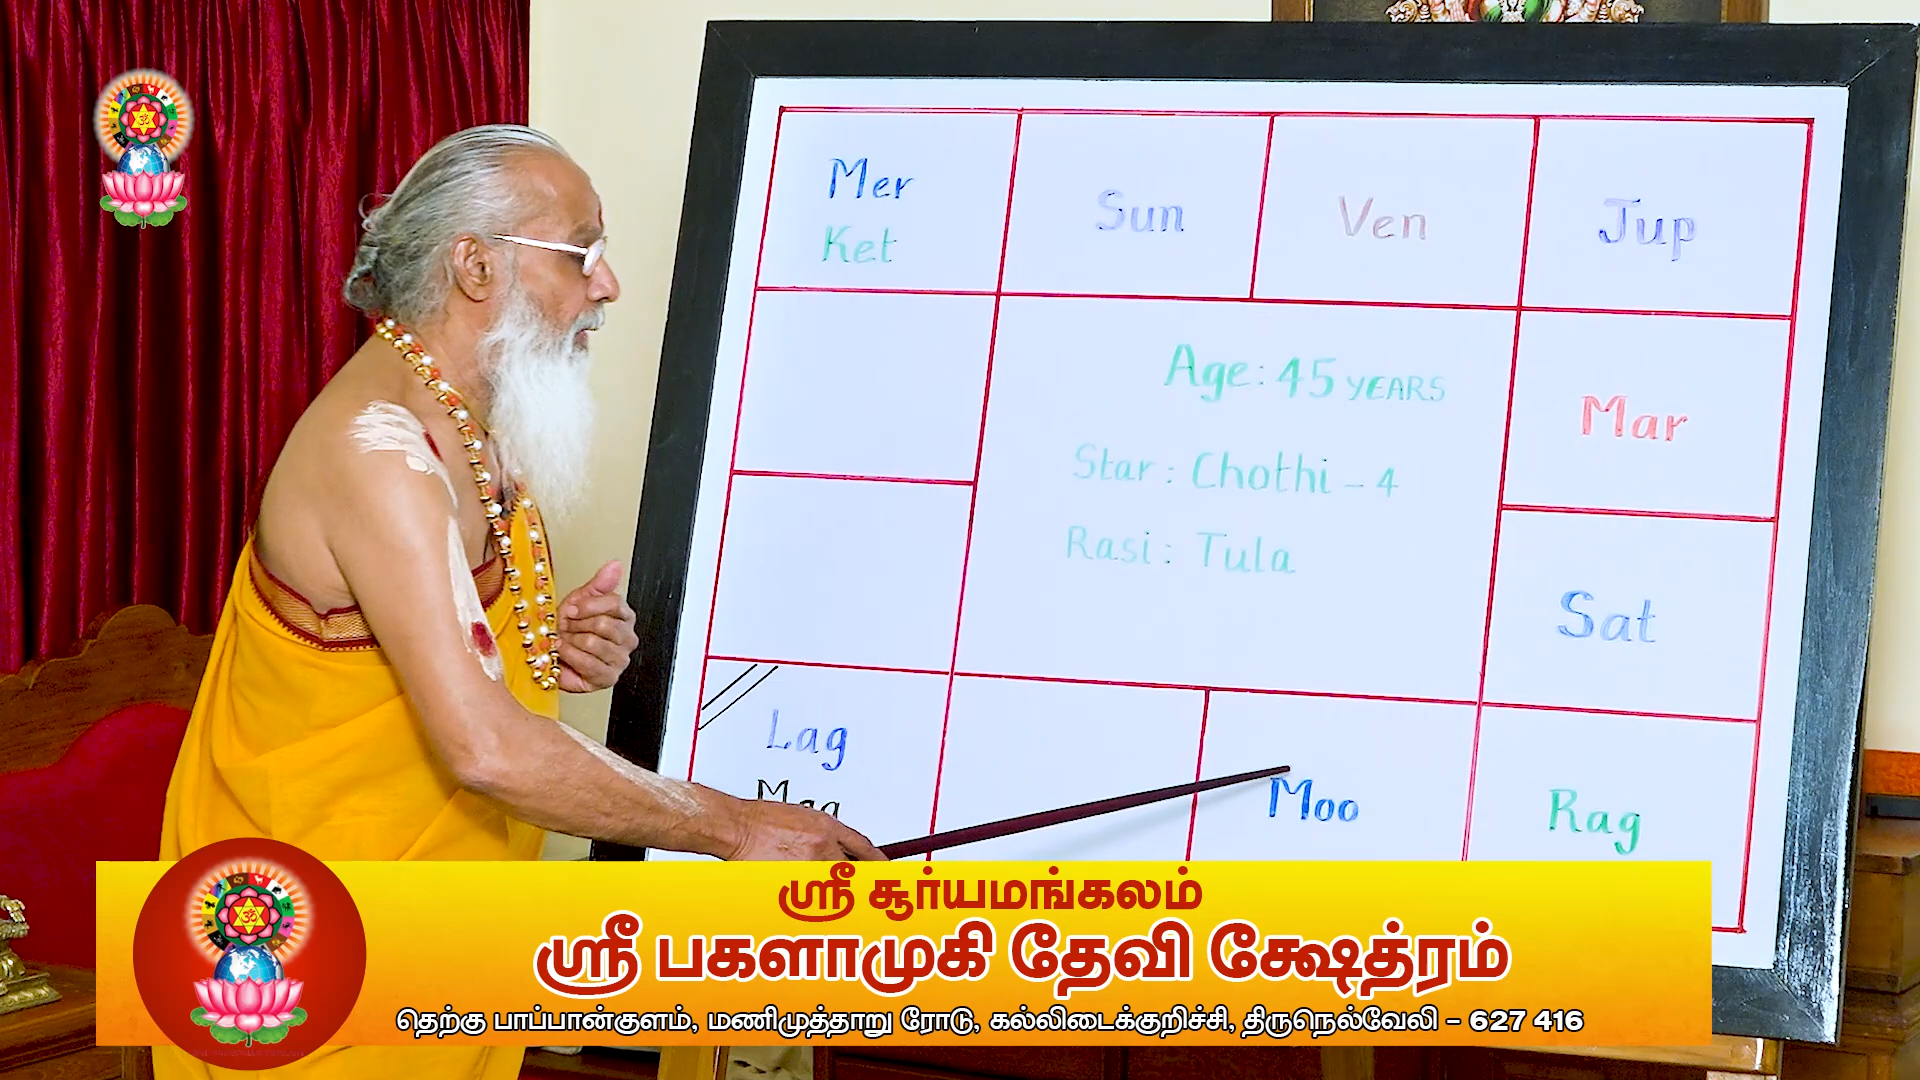 Mer
Ket
Sun
Ven
Jup
Age: 45 YEARS
Mar
Star: Chothi - 4
Rasi: Tula
Sat
Lag
Moo
Rag
ஸ்ரீ சூர்யமங்கலம்
ஸ்ரீ பகளாமுகி தேவி க்ஷேத்ரம்
தெற்கு பாப்பான்குளம், மணிமுத்தாறு ரோடு, கல்லிடைக்குறிச்சி, திருநெல்வேலி – 627 416